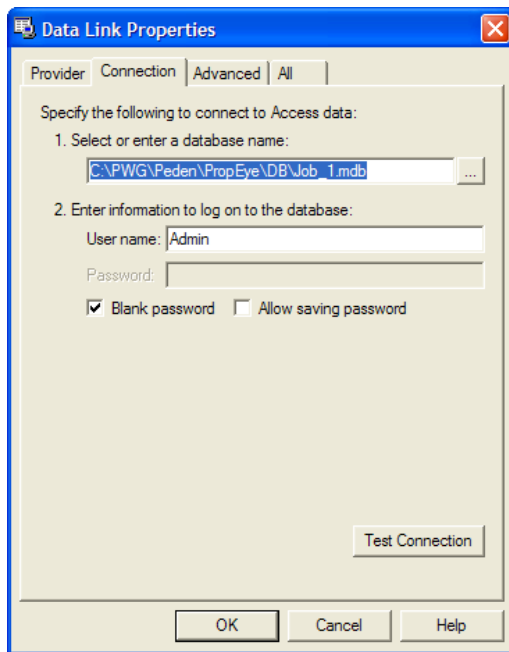 Data Link Properties
Provider Connection Advanced All
Specify the following to connect to Access data:
1. Select or enter a database name:
C:\PWG\Peden\PropEye\DB\Job_1.mdb ...
2. Enter information to log on to the database:
User name: Admin
Password:
Blank password Allow saving password
Test Connection
OK Cancel Help